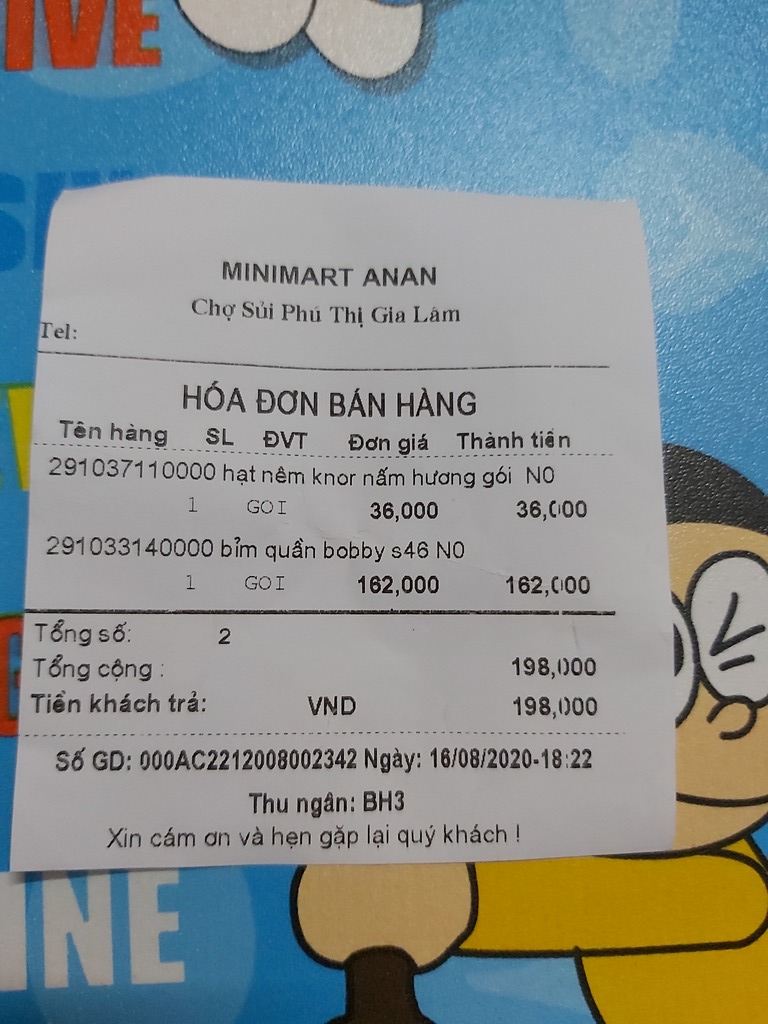 IVE
MINIMART ANAN
Chợ Sủi Phú Thị Gia Lâm
Tel:
HÓA ĐƠN BÁN HÀNG
Tên hàng SL ĐVT Đơn giá Thành tiền
291037110000 hạt nêm knor nấm hương gói N0
1 GOI 36,000 36,000
291033140000 bỉm quần bobby s46 N0
1 GOI 162,000 162,000
Tổng số: 2
Tổng cộng : 198,000
Tiền khách trả: VND 198,000
Số GD: 000AC2212008002342 Ngày: 16/08/2020-18:22
Thu ngân: BH3
Xin cám ơn và hẹn gặp lại quý khách !
INE